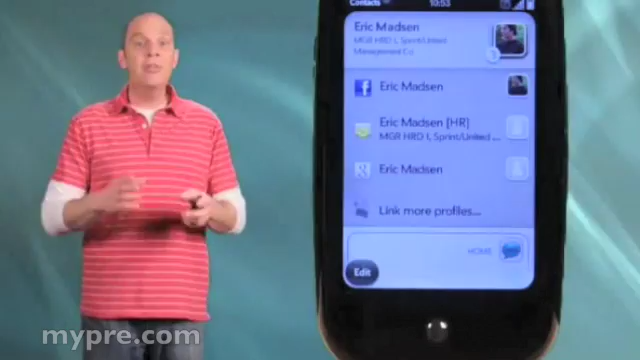 Contacts
10:53
Eric Madsen
MGR HRD L Sprint/United
Management Co
Eric Madsen
Eric Madsen [HR]
MGR HRD L Sprint/United ...
Eric Madsen
Link more profiles...
HOME
Edit
mypre.com